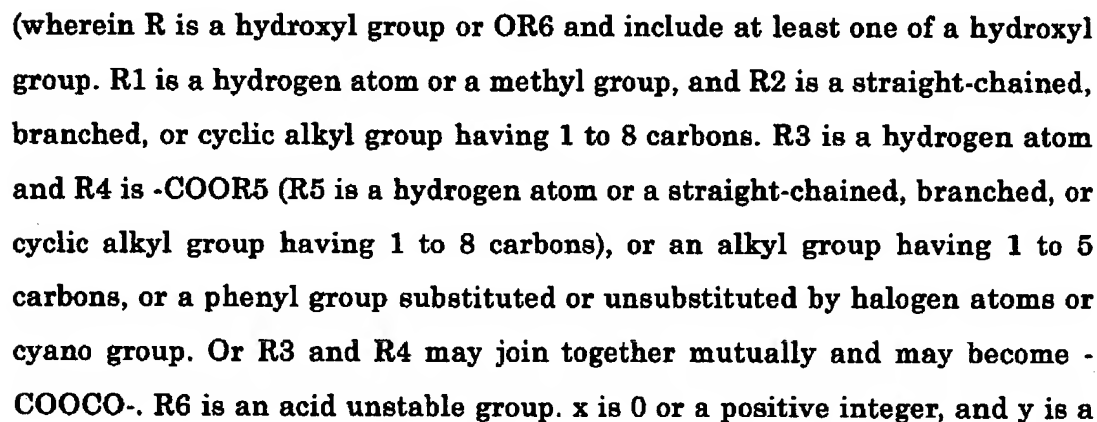 (wherein R is a hydroxyl group or OR6 and include at least one of a hydroxyl
group. R1 is a hydrogen atom or a methyl group, and R2 is a straight-chained,
branched, or cyclic alkyl group having 1 to 8 carbons. R3 is a hydrogen atom
and R4 is -COOR5 (R5 is a hydrogen atom or a straight-chained, branched, or
cyclic alkyl group having 1 to 8 carbons), or an alkyl group having 1 to 5
carbons, or a phenyl group substituted or unsubstituted by halogen atoms or
cyano group. Or R3 and R4 may join together mutually and may become -
COOCO-. R6 is an acid unstable group. x is 0 or a positive integer, and y is a